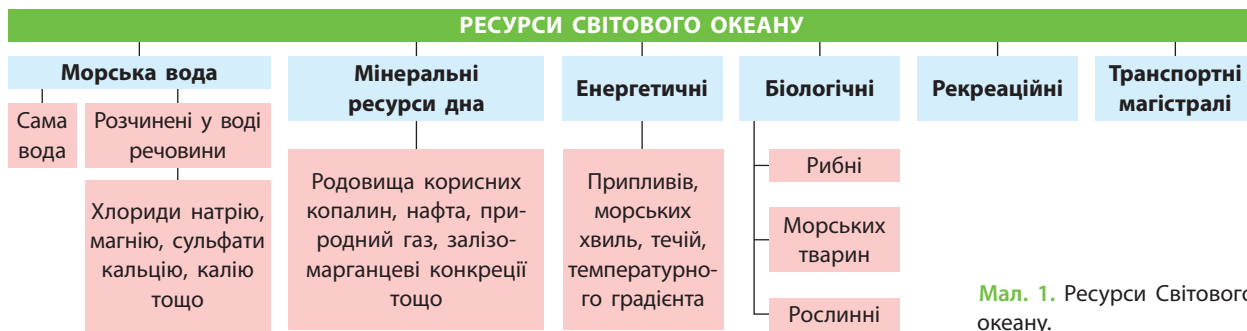 РЕСУРСИ СВІТОВОГО ОКЕАНУ
Морська вода
Сама
вода
Розчинені у воді
речовини
Хлориди натрію,
магнію, сульфати
кальцію, калію
тощо
Мінеральні
ресурси дна
Родовища корисних
копалин, нафта, при-
родний газ, залізо-
марганцеві конкреції
тощо
Енергетичні
Припливів,
морських
хвиль, течій,
температурно-
го градієнта
Біологічні
Рибні
Морських
тварин
Рослинні
Рекреаційні
Транспортні
магістралі
Мал. 1. Ресурси Світового
океану.